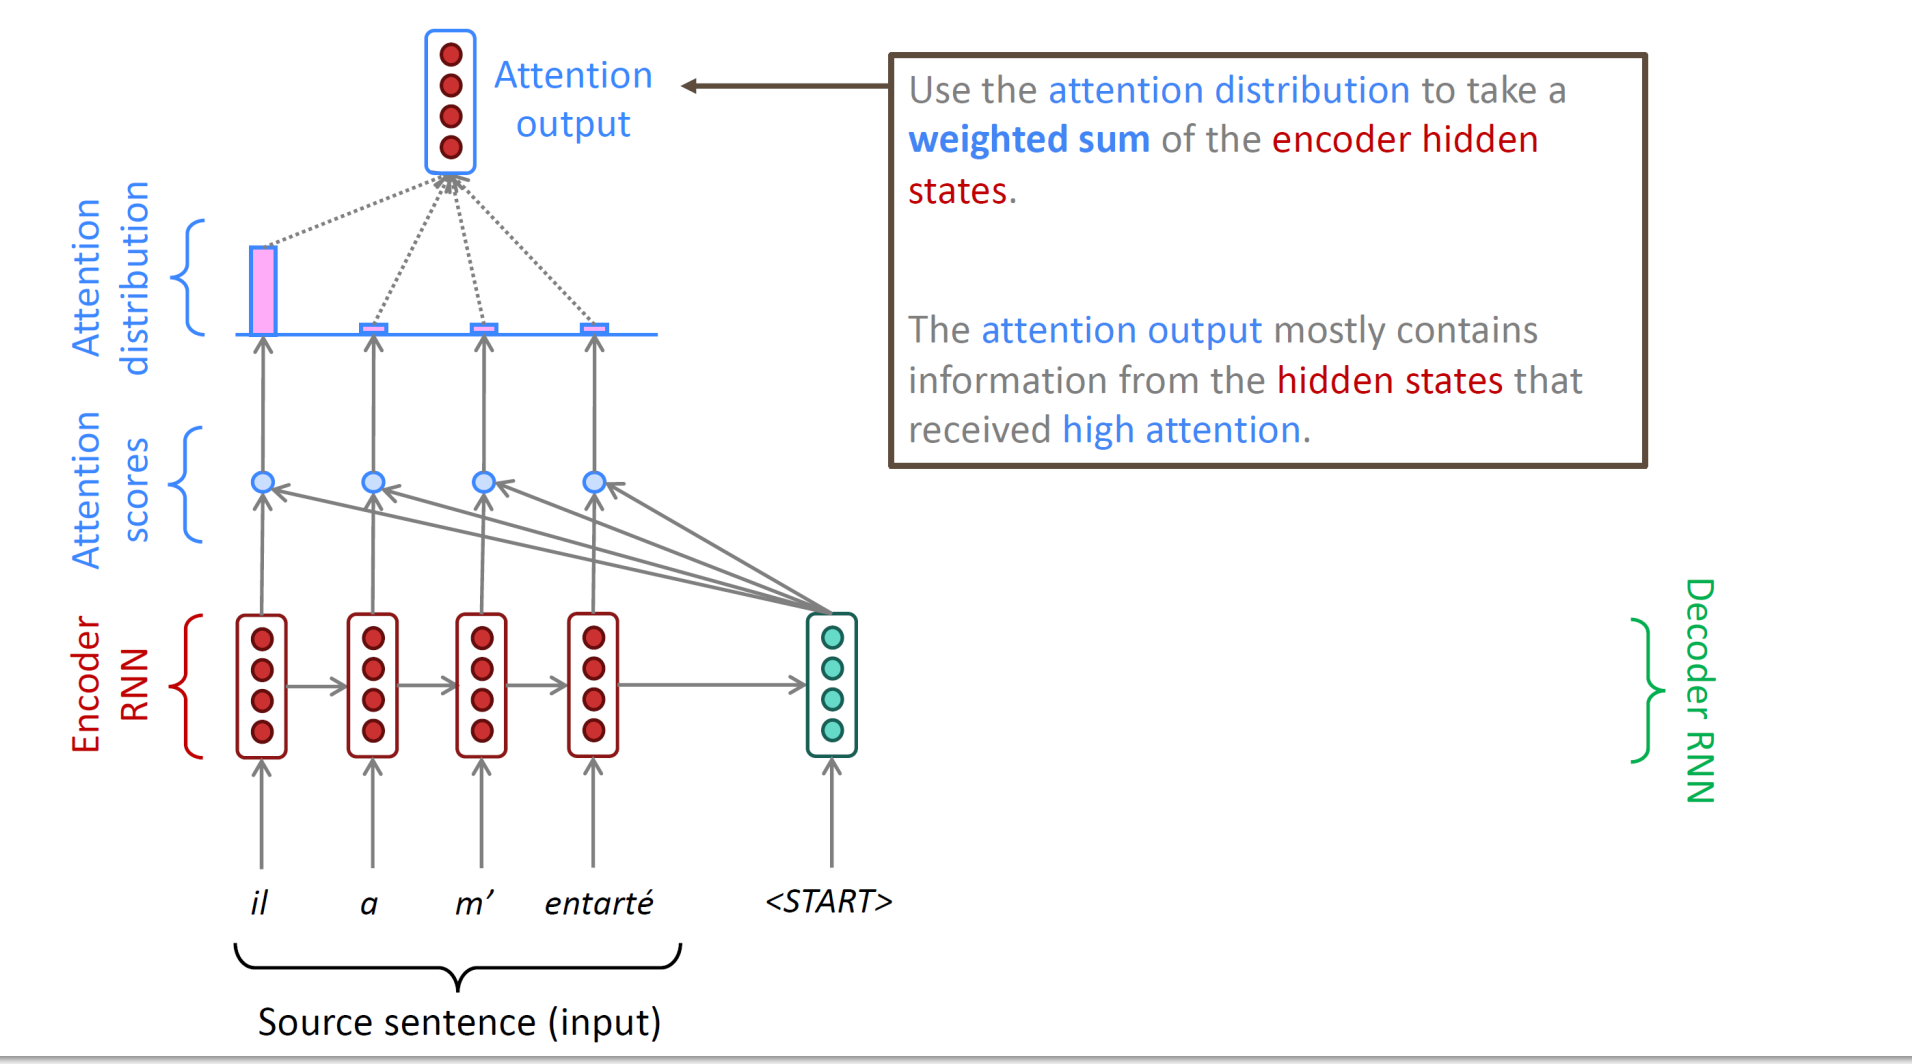 Attention
output
Use the attention distribution to take a
weighted sum of the encoder hidden
states.
The attention output mostly contains
information from the hidden states that
received high attention.
Attention
distribution
Attention
scores
Encoder
RNN
Decoder RNN
il a m’ entarté <START>
Source sentence (input)